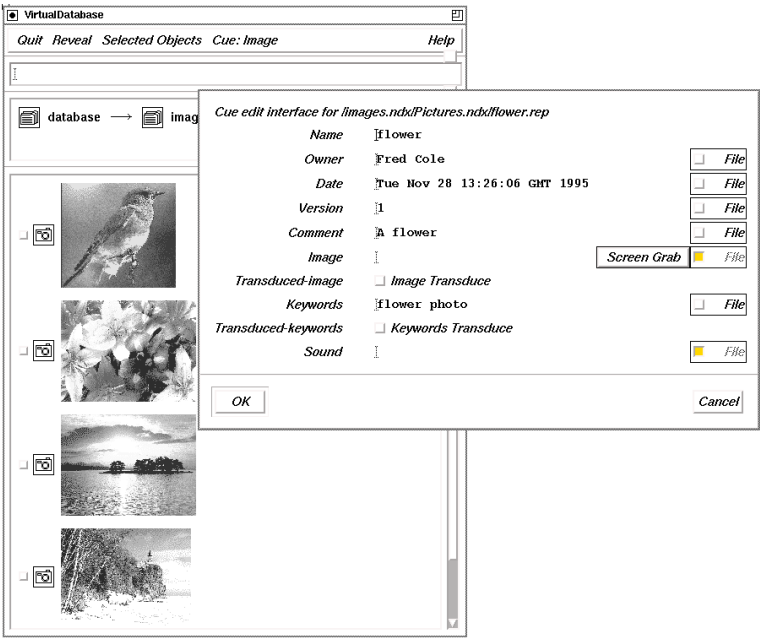 VirtualDatabase
Quit Reveal Selected Objects Cue: Image Help
database → imag
Cue edit interface for /images.ndx/Pictures.ndx/flower.rep
Name flower
Owner Fred Cole File
Date Tue Nov 28 13:26:06 GMT 1995 File
Version 1 File
Comment A flower File
Image Screen Grab File
Transduced-image Image Transduce
Keywords flower photo File
Transduced-keywords Keywords Transduce
Sound File
OK Cancel